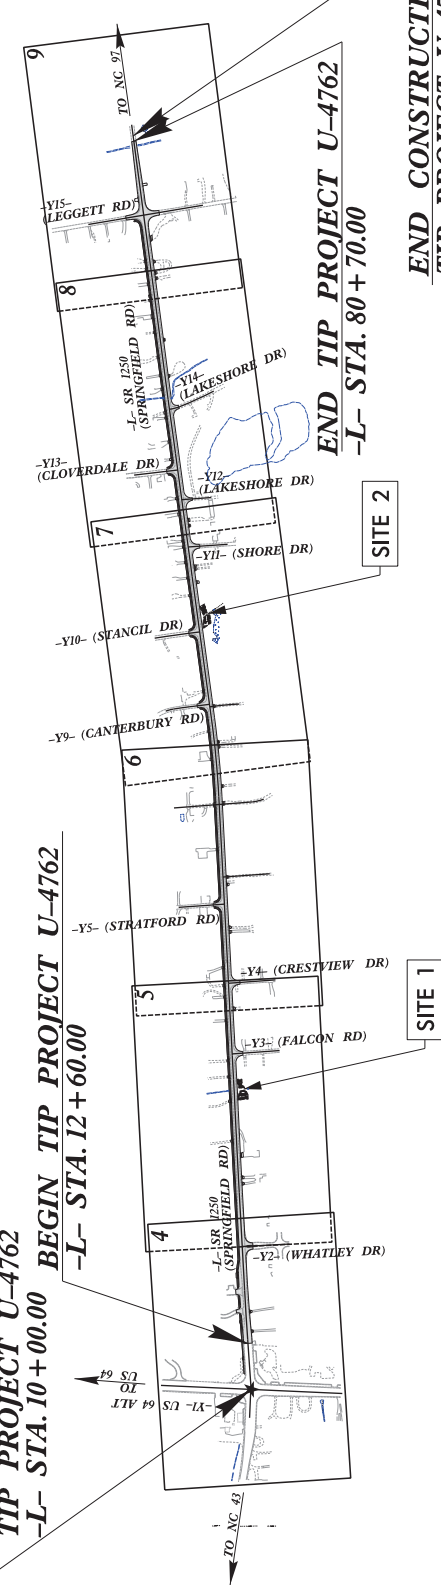 TO NC 97
9
-Y15-
(LEGGETT RD)
8
-L- SR 1250
(SPRINGFIELD RD)
-Y14-
(LAKESHORE DR)
END TIP PROJECT U-4762
-L- STA. 80 + 70.00
-Y13-
(CLOVERDALE DR)
-Y12-
(LAKESHORE DR)
7
-Y11- (SHORE DR)
SITE 2
-Y10- (STANCIL DR)
-Y9- (CANTERBURY RD)
6
-Y5- (STRATFORD RD)
-Y4- (CRESTVIEW DR)
5
-Y3- (FALCON RD)
SITE 1
BEGIN TIP PROJECT U-4762
-L- STA. 12 + 60.00
-L- SR 1250
(SPRINGFIELD RD)
4
-Y2- (WHATLEY DR)
TIP PROJECT U-4762
-L- STA. 10 + 00.00
TO
US 64
-Y1- US 64 ALT
TO NC 43
END CONSTRUCTI
TIP PROJECT U-47